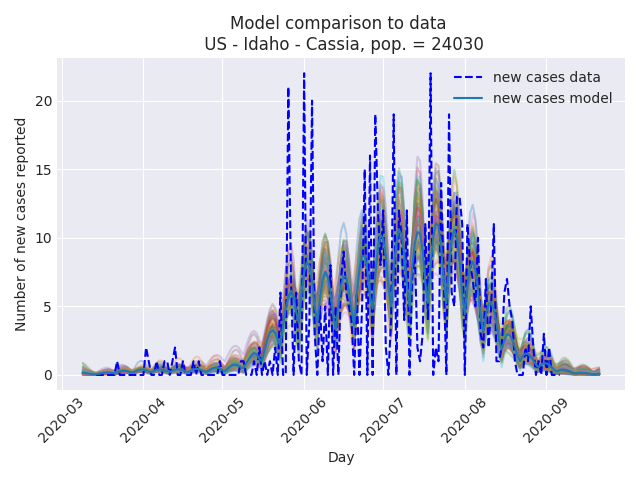 Model comparison to data
US - Idaho - Cassia, pop. = 24030
new cases data
new cases model
Number of new cases reported
20
15
10
5
0
2020-03
2020-04
2020-05
2020-06
2020-07
2020-08
2020-09
Day